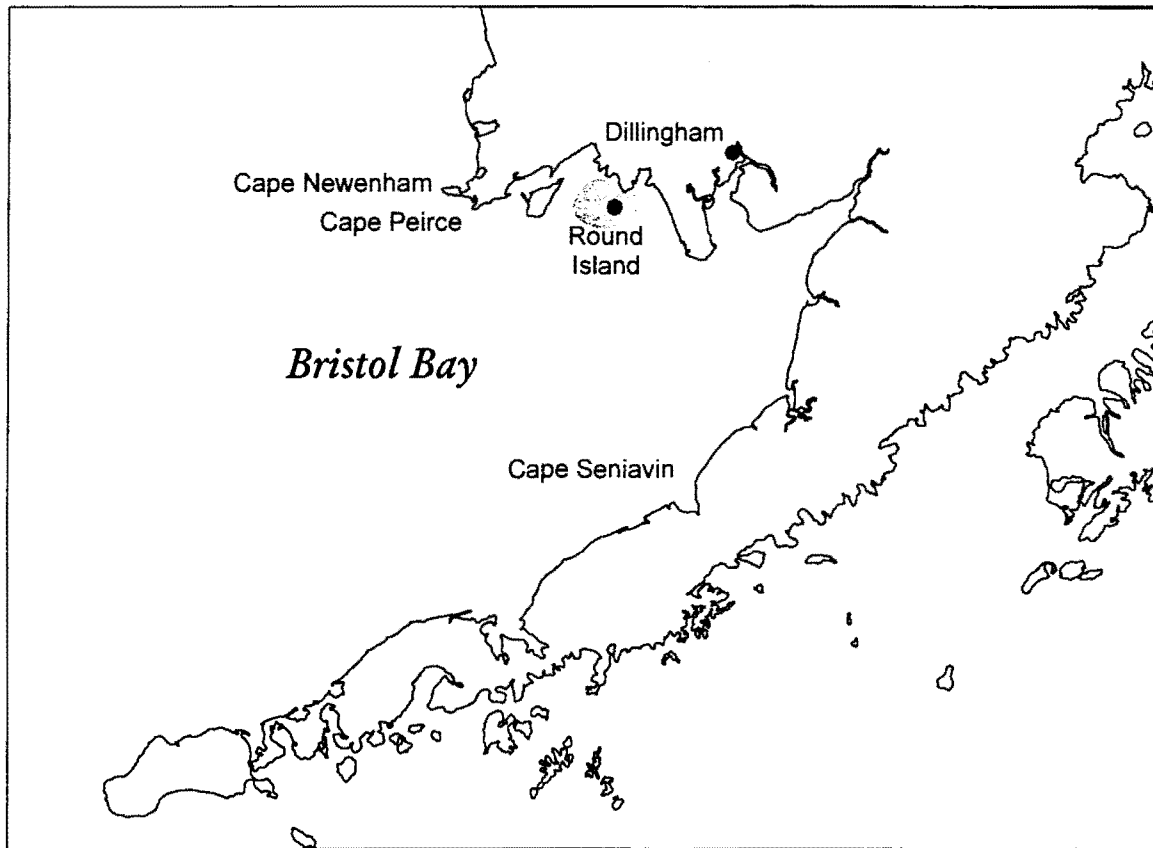 Dillingham
Cape Newenham
Cape Peirce
Round
Island
Bristol Bay
Cape Seniavin